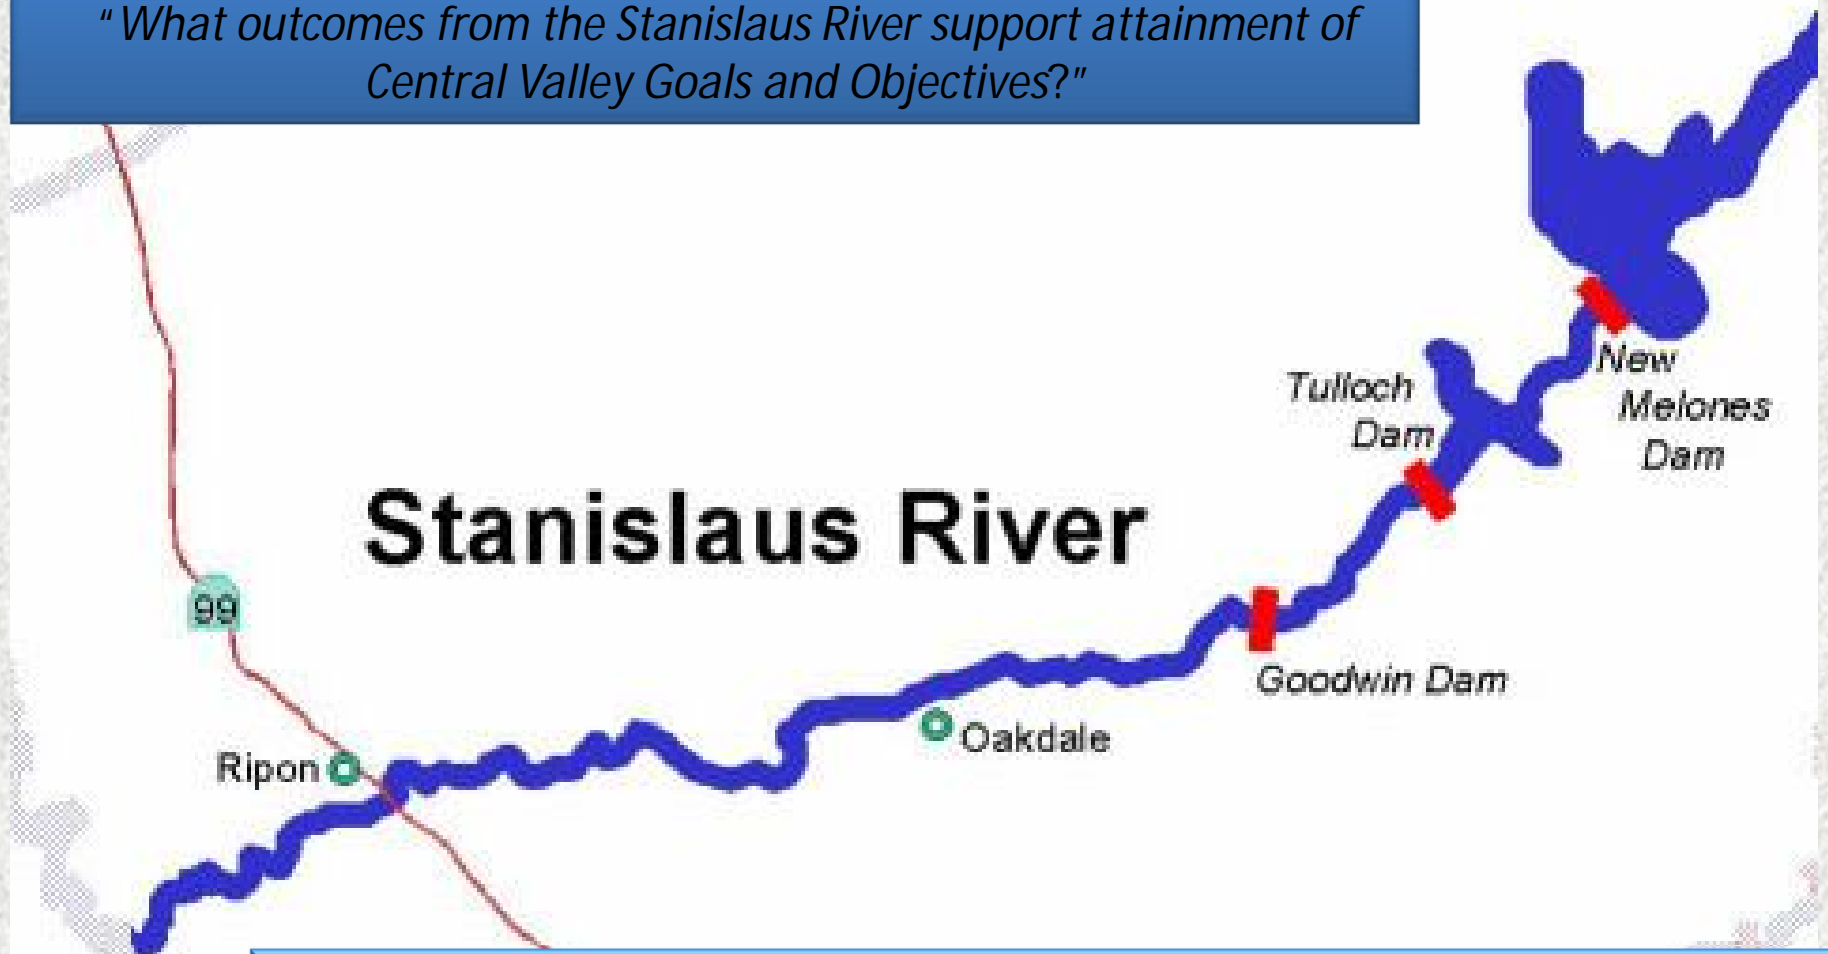 “What outcomes from the Stanislaus River support attainment of
Central Valley Goals and Objectives?”
New
Melones
Dam
Tulloch
Dam
Stanislaus River
99
Goodwin Dam
Oakdale
Ripon